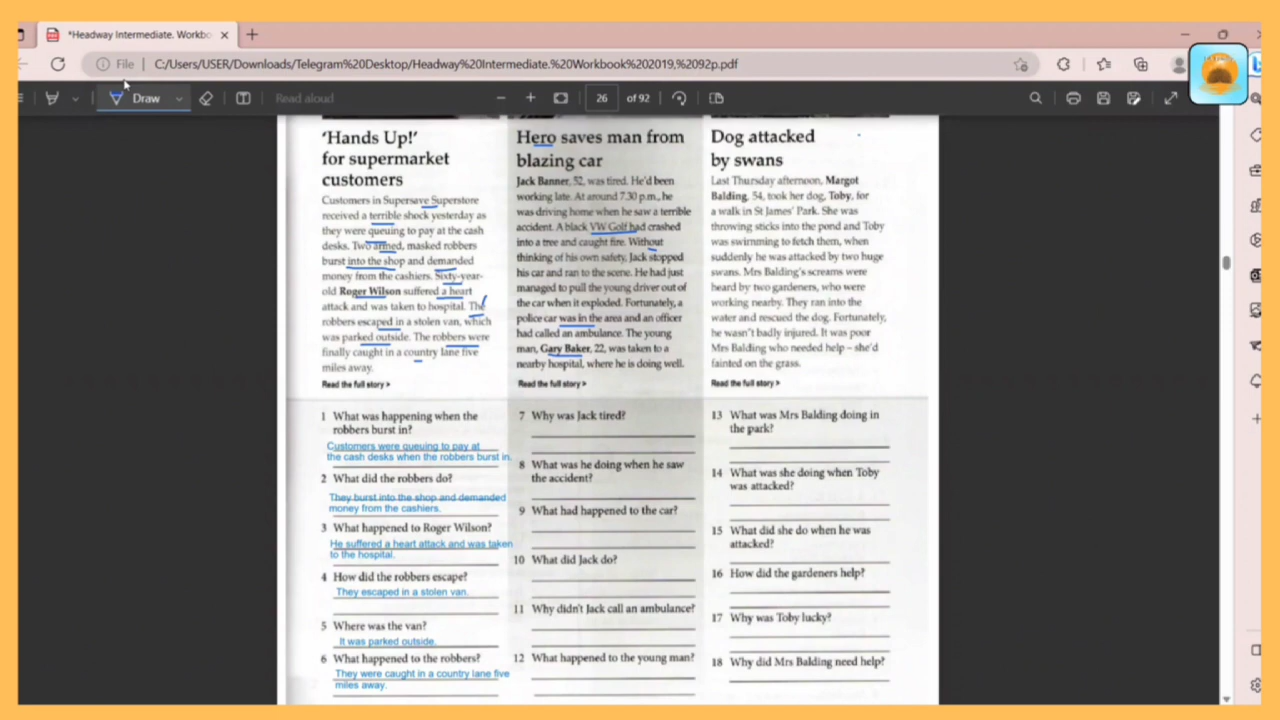 *Headway Intermediate. Workbo
File
C:/Users/USER/Downloads/Telegram%20Desktop/Headway%20Intermediate.%20Workbook%202019,%2092p.pdf
Draw
Read aloud
26 of 92
'Hands Up!'
for supermarket
customers
Customers in Supersave Superstore
received a terrible shock yesterday as
they were queuing to pay at the cash
desks. Two armed, masked robbers
burst into the shop and demanded
money from the cashiers. Sixty-year-
old Roger Wilson suffered a heart
attack and was taken to hospital. The
robbers escaped in a stolen van, which
was parked outside. The robbers were
finally caught in a country lane five
miles away.
Read the full story >
1 What was happening when the
robbers burst in?
Customers were queuing to pay at
the cash desks when the robbers burst in.
2 What did the robbers do?
They burst into the shop and demanded
money from the cashiers.
3 What happened to Roger Wilson?
He suffered a heart attack and was taken
to the hospital.
4 How did the robbers escape?
They escaped in a stolen van.
5 Where was the van?
It was parked outside.
6 What happened to the robbers?
They were caught in a country lane five
miles away.
Hero saves man from
blazing car
Jack Banner, 52, was tired. He'd been
working late. At around 7.30 p.m., he
was driving home when he saw a terrible
accident. A black VW Golf had crashed
into a tree and caught fire. Without
thinking of his own safety, Jack stopped
his car and ran to the scene. He had just
managed to pull the young driver out of
the car when it exploded. Fortunately, a
police car was in the area and an officer
had called an ambulance. The young
man, Gary Baker, 22, was taken to a
nearby hospital, where he is doing well.
Read the full story >
7 Why was Jack tired?
8 What was he doing when he saw
the accident?
9 What had happened to the car?
10 What did Jack do?
11 Why didn't Jack call an ambulance?
12 What happened to the young man?
Dog attacked
by swans
Last Thursday afternoon, Margot
Balding, 54, took her dog, Toby, for
a walk in St James' Park. She was
throwing sticks into the pond and Toby
was swimming to fetch them, when
suddenly he was attacked by two huge
swans. Mrs Balding's screams were
heard by two gardeners, who were
working nearby. They ran into the
water and rescued the dog. Fortunately,
he wasn't badly injured. It was poor
Mrs Balding who needed help – she'd
fainted on the grass.
Read the full story >
13 What was Mrs Balding doing in
the park?
14 What was she doing when Toby
was attacked?
15 What did she do when he was
attacked?
16 How did the gardeners help?
17 Why was Toby lucky?
18 Why did Mrs Balding need help?